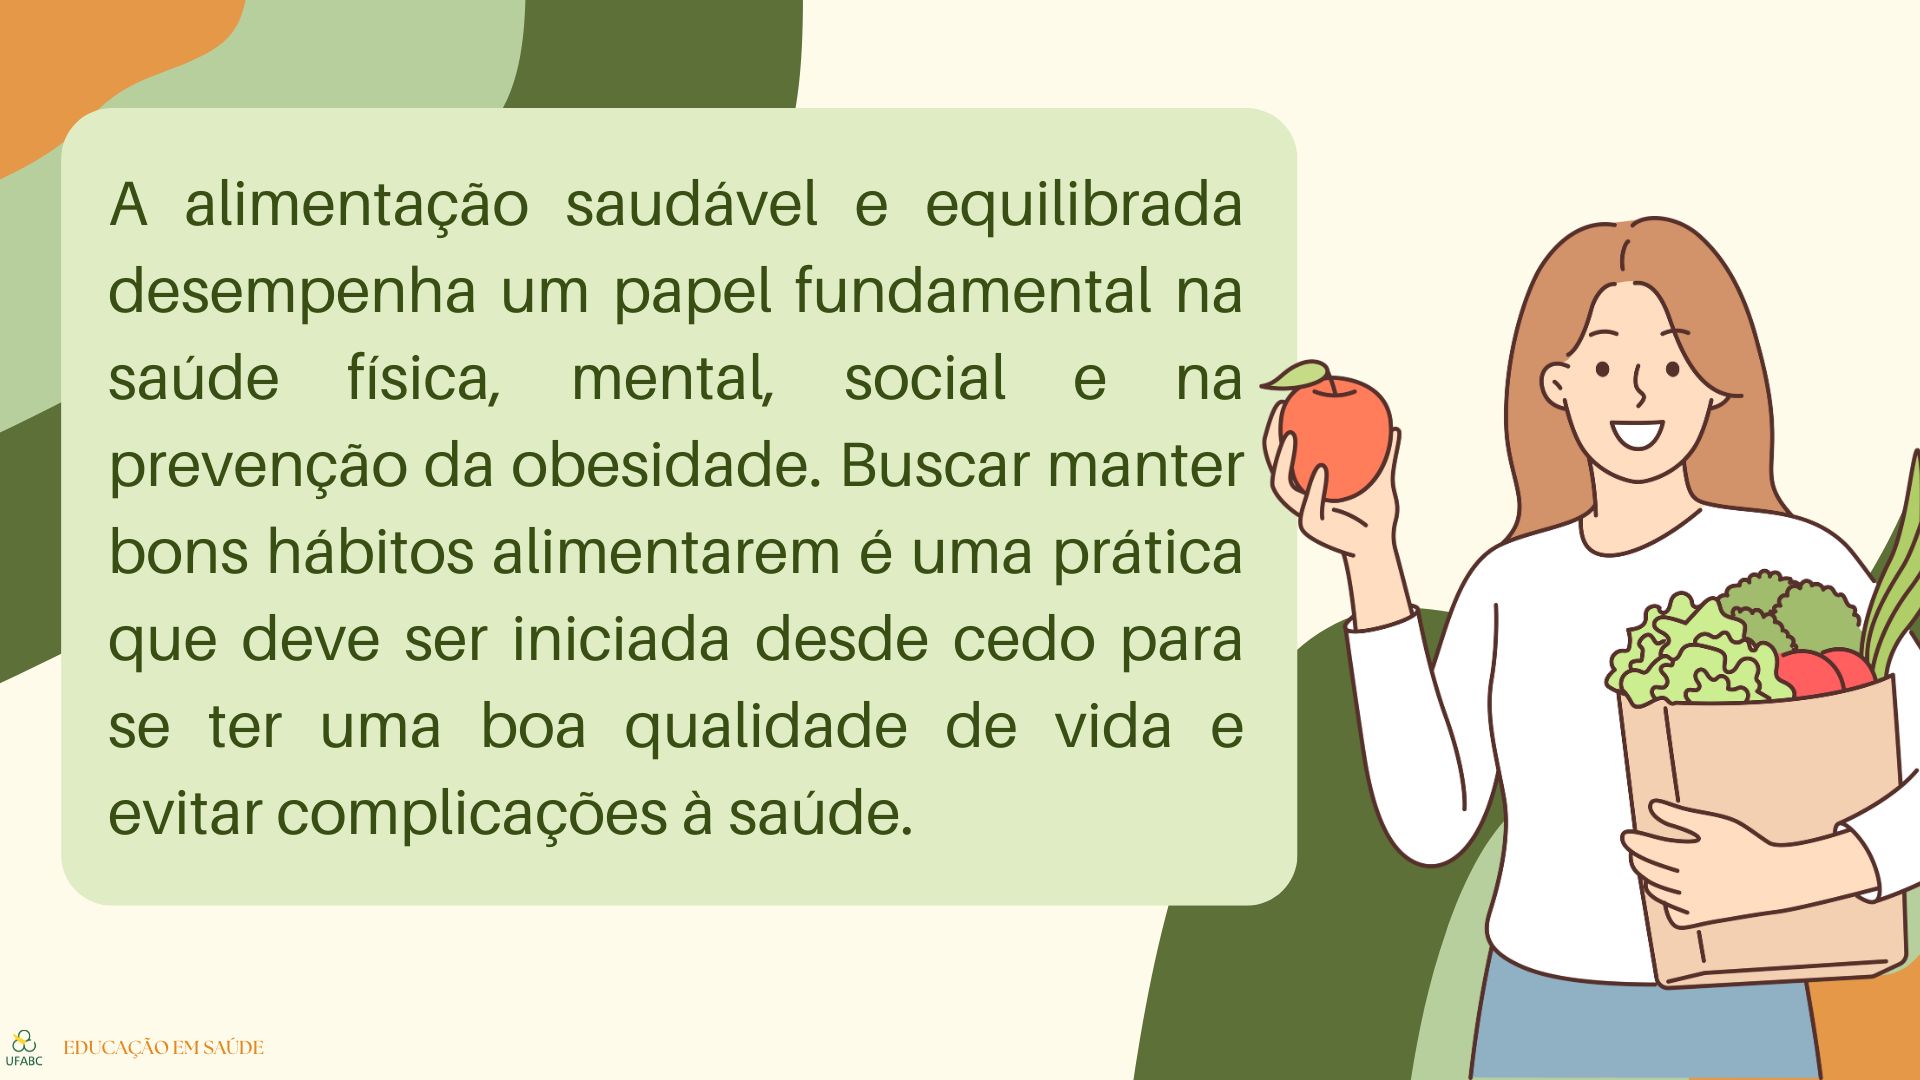 A alimentação saudável e equilibrada
desempenha um papel fundamental na
saúde física, mental, social e na
prevenção da obesidade. Buscar manter
bons hábitos alimentarem é uma prática
que deve ser iniciada desde cedo para
se ter uma boa qualidade de vida e
evitar complicações à saúde.
UFABC
EDUCAÇÃO EM SAÚDE